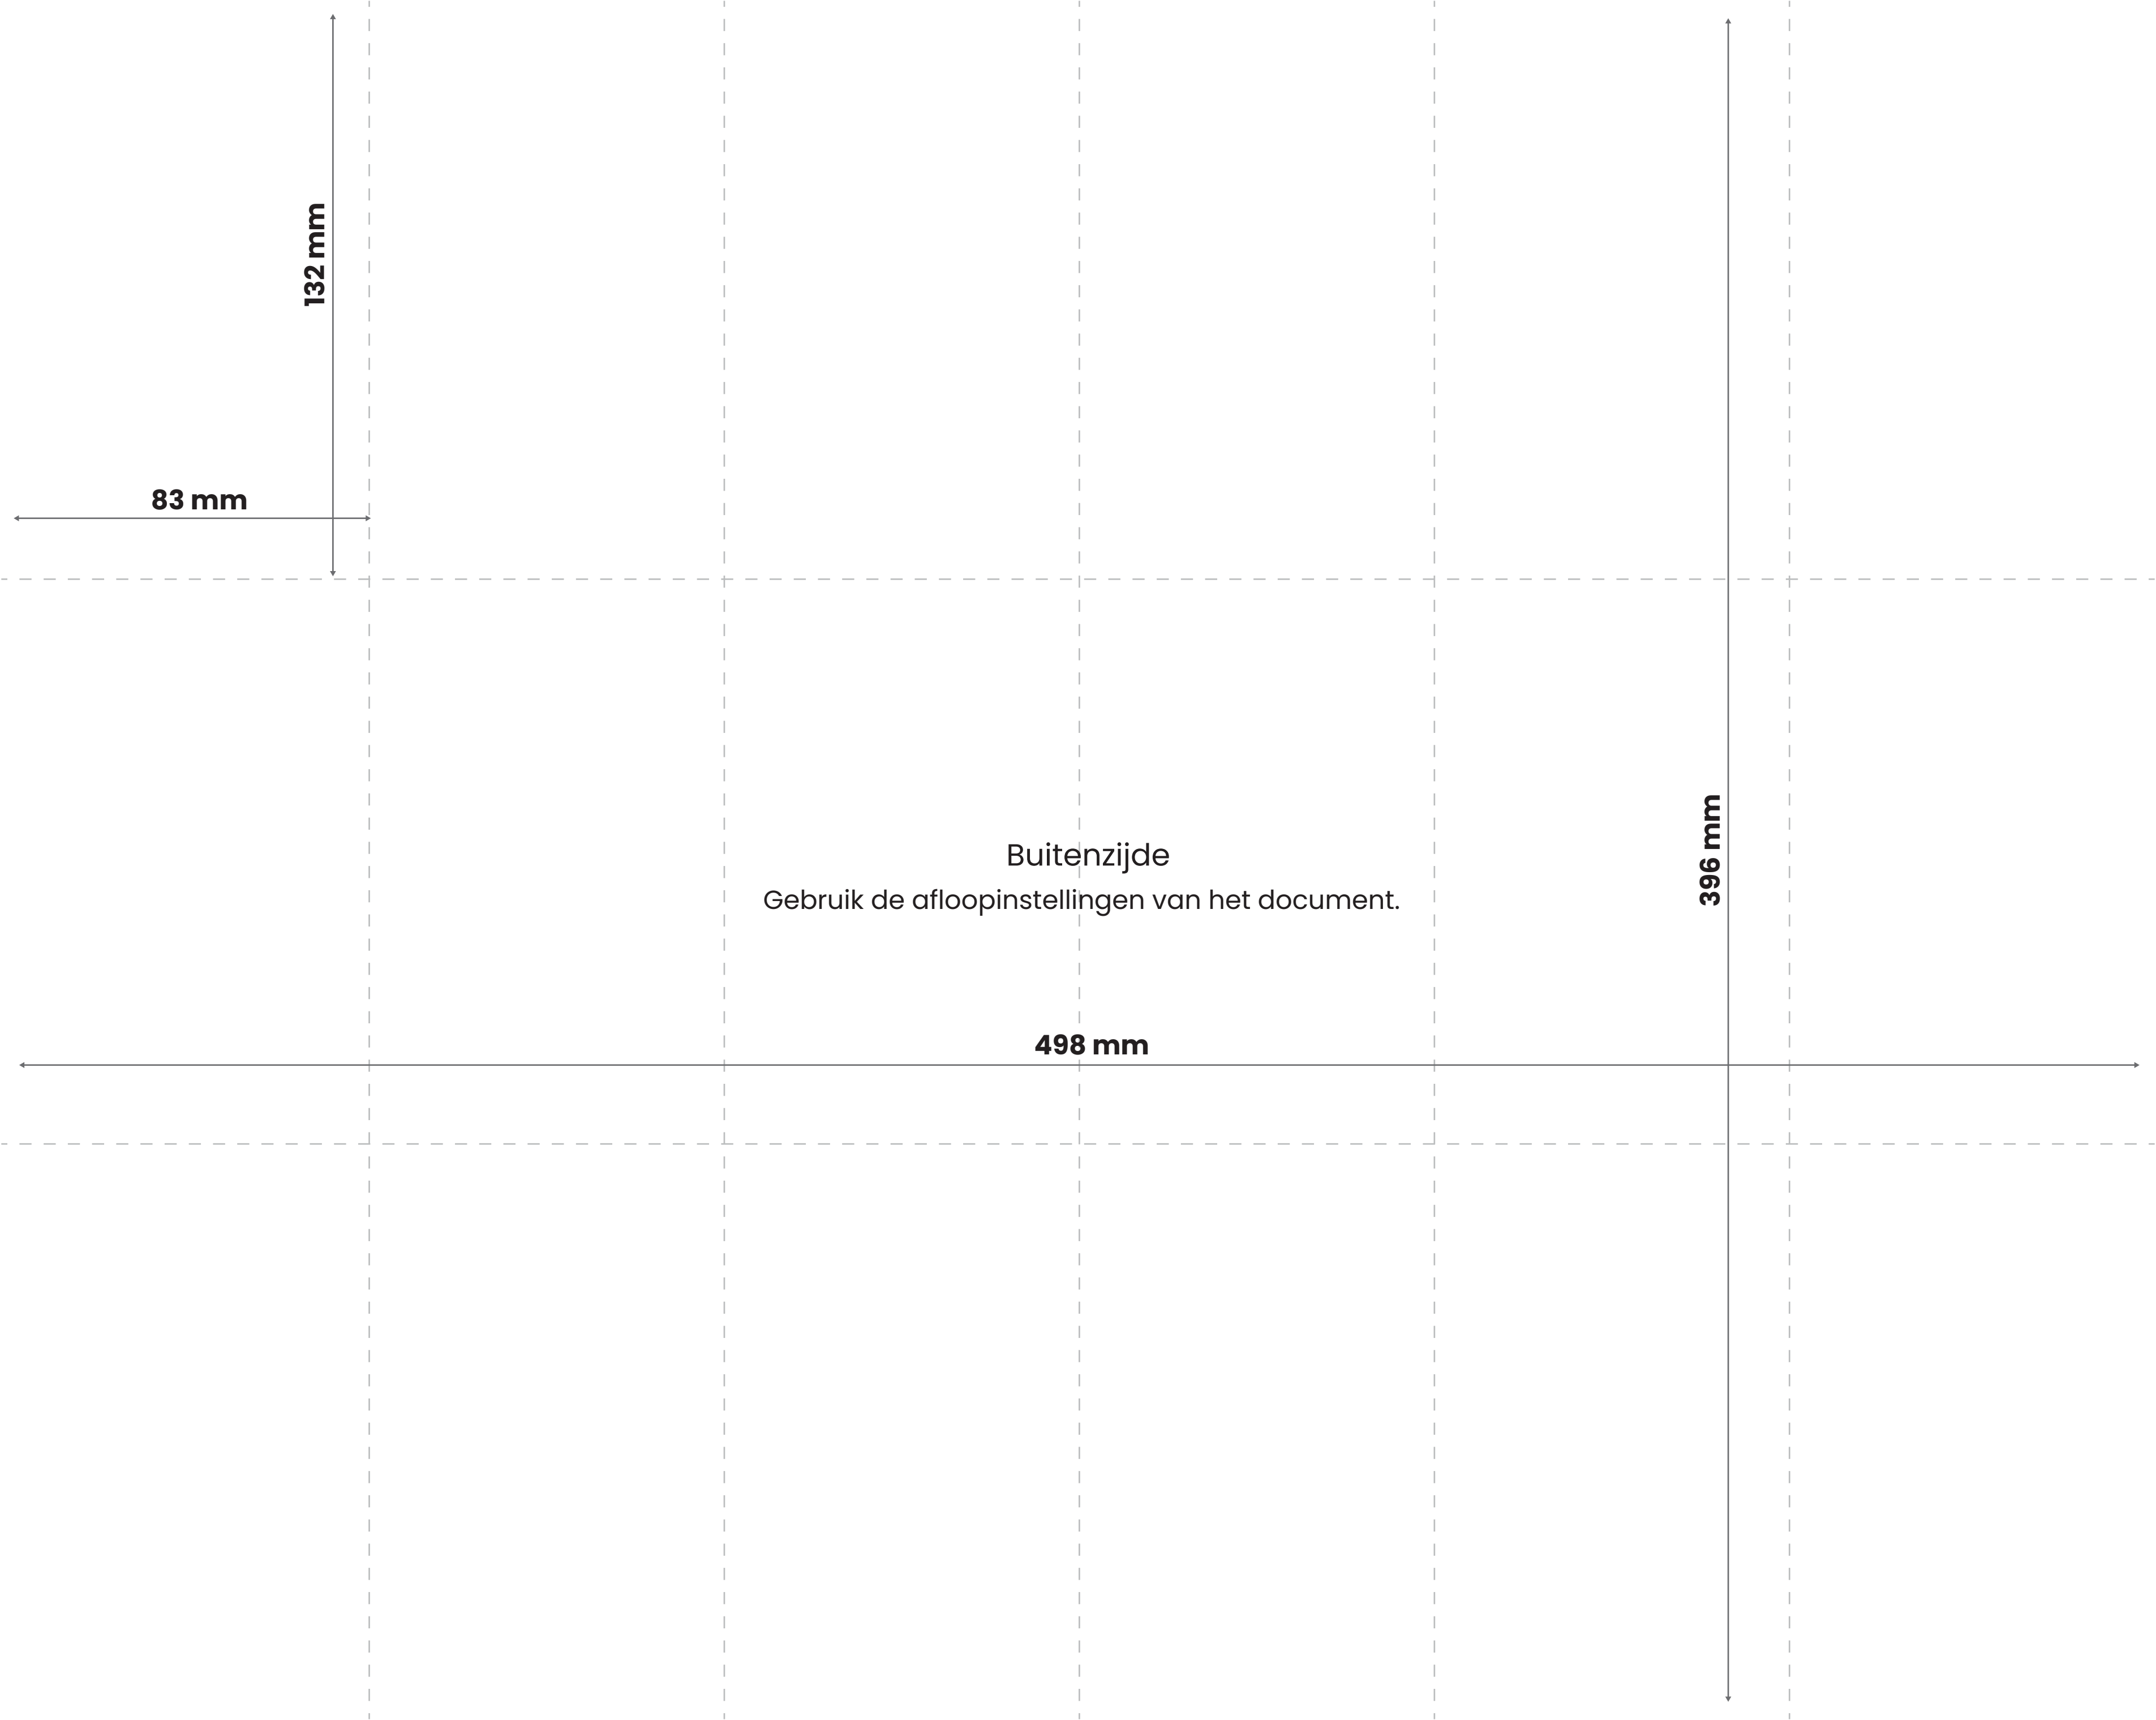 132 mm
83 mm
Buitenzijde
Gebruik de afloopinstellingen van het document.
396 mm
498 mm